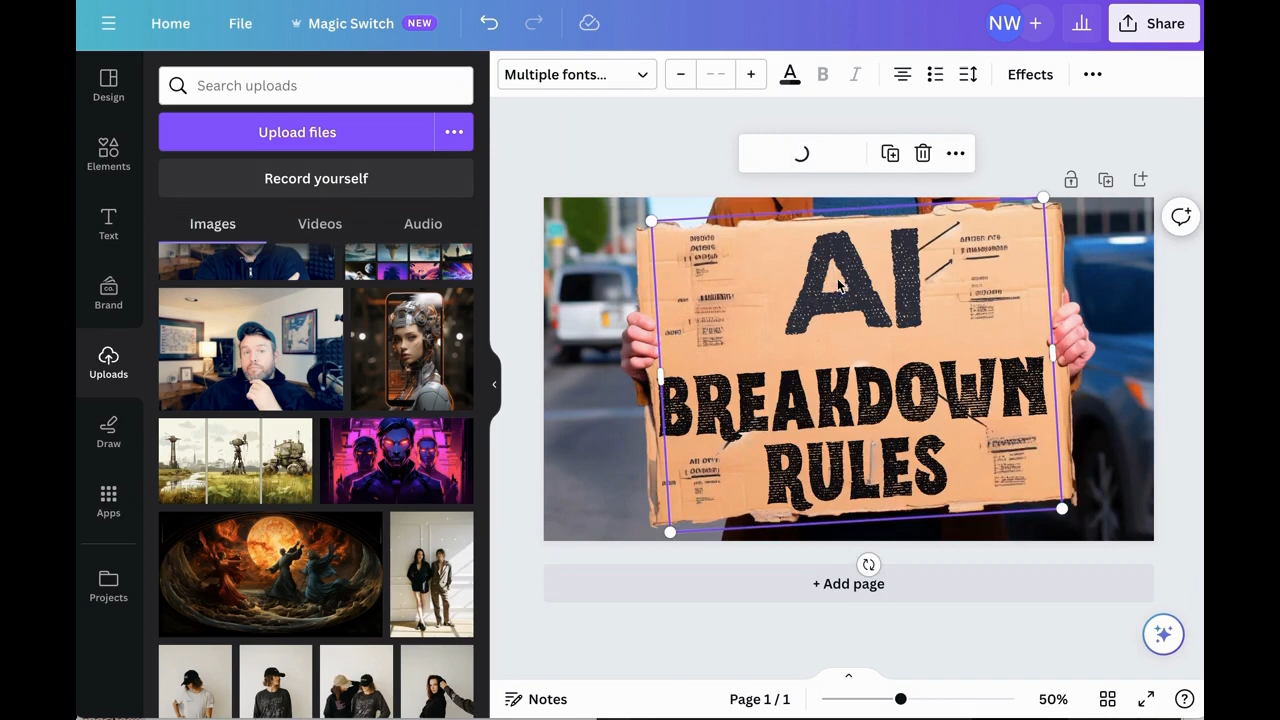 Home
File
Magic Switch NEW
NW
Share
Design
Elements
Text
Brand
Uploads
Draw
Apps
Projects
Search uploads
Upload files
Record yourself
Images
Videos
Audio
Multiple fonts...
Effects
AI
BREAKDOWN
RULES
+ Add page
Notes
Page 1 / 1
50%